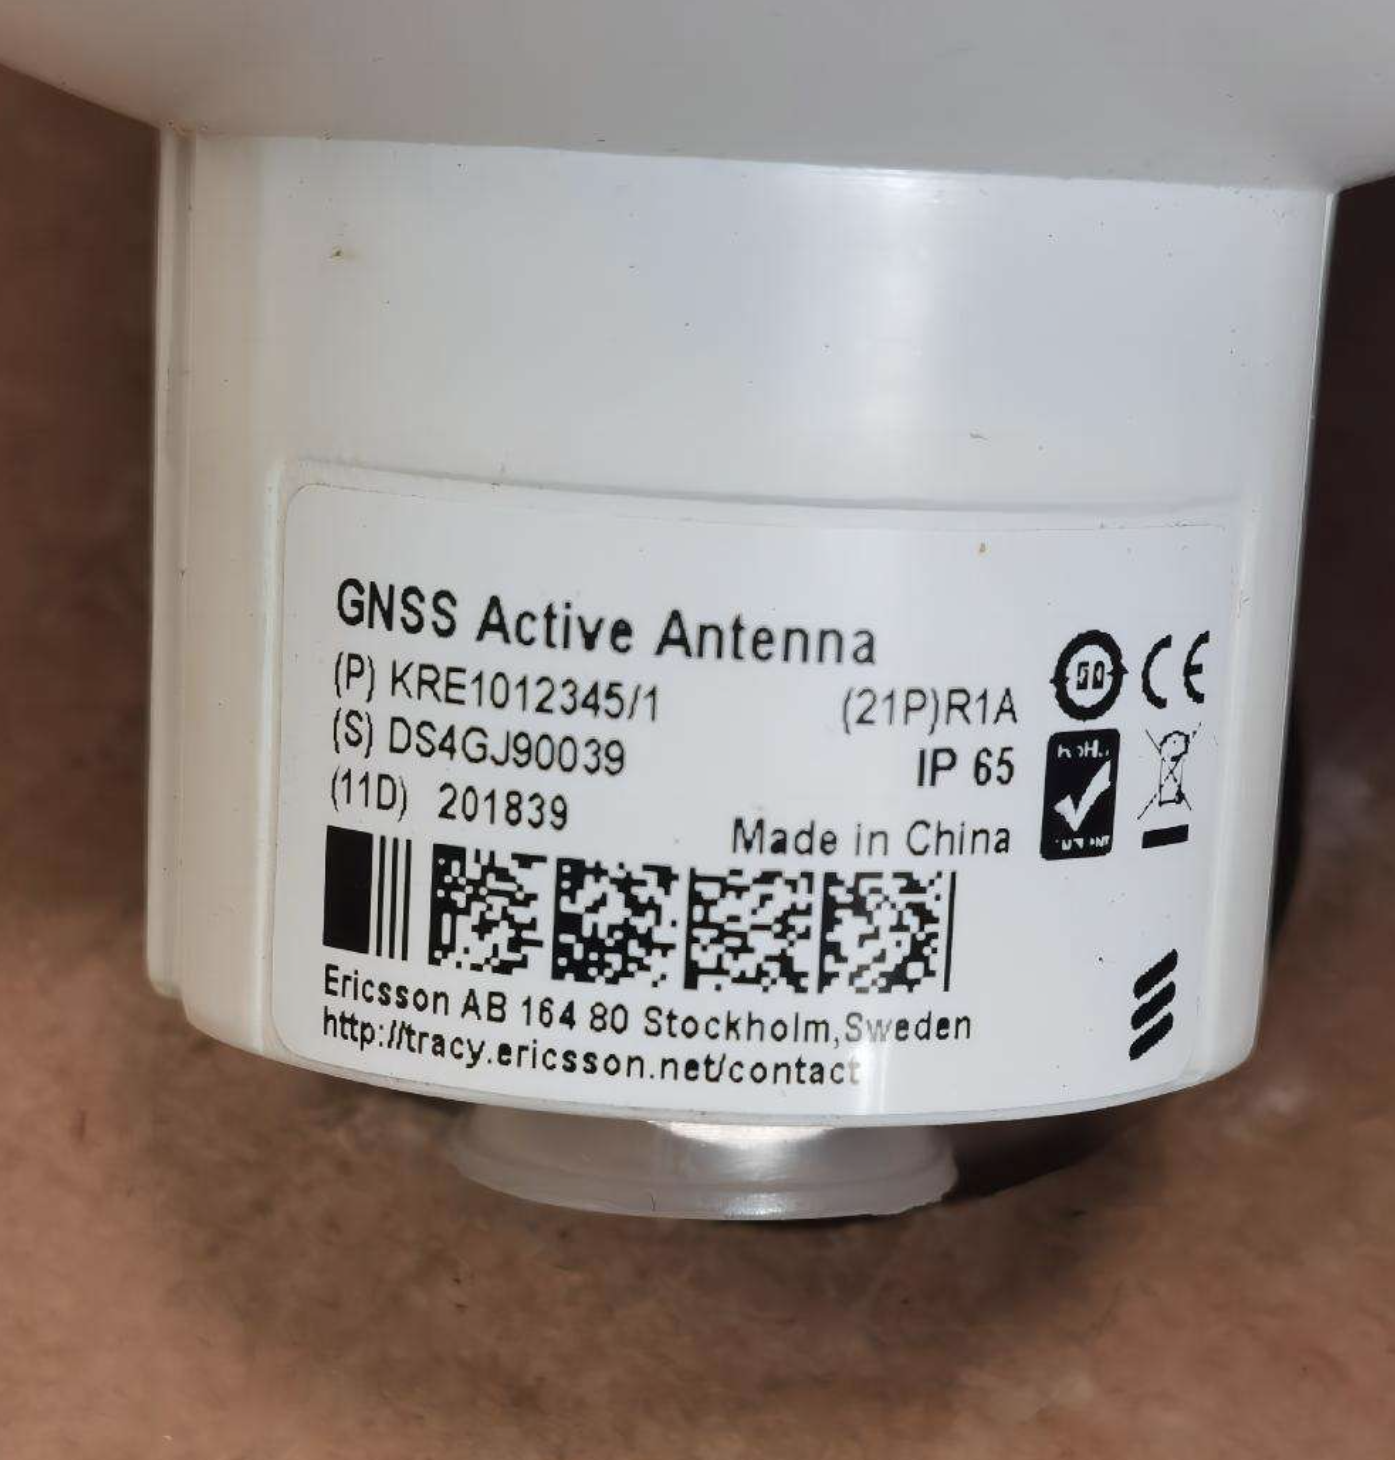 GNSS Active Antenna
(P) KRE1012345/1 (21P)R1A
(S) DS4GJ90039 IP 65
(11D) 201839
Made in China
Ericsson AB 164 80 Stockholm,Sweden
http://tracy.ericsson.net/contact
CE